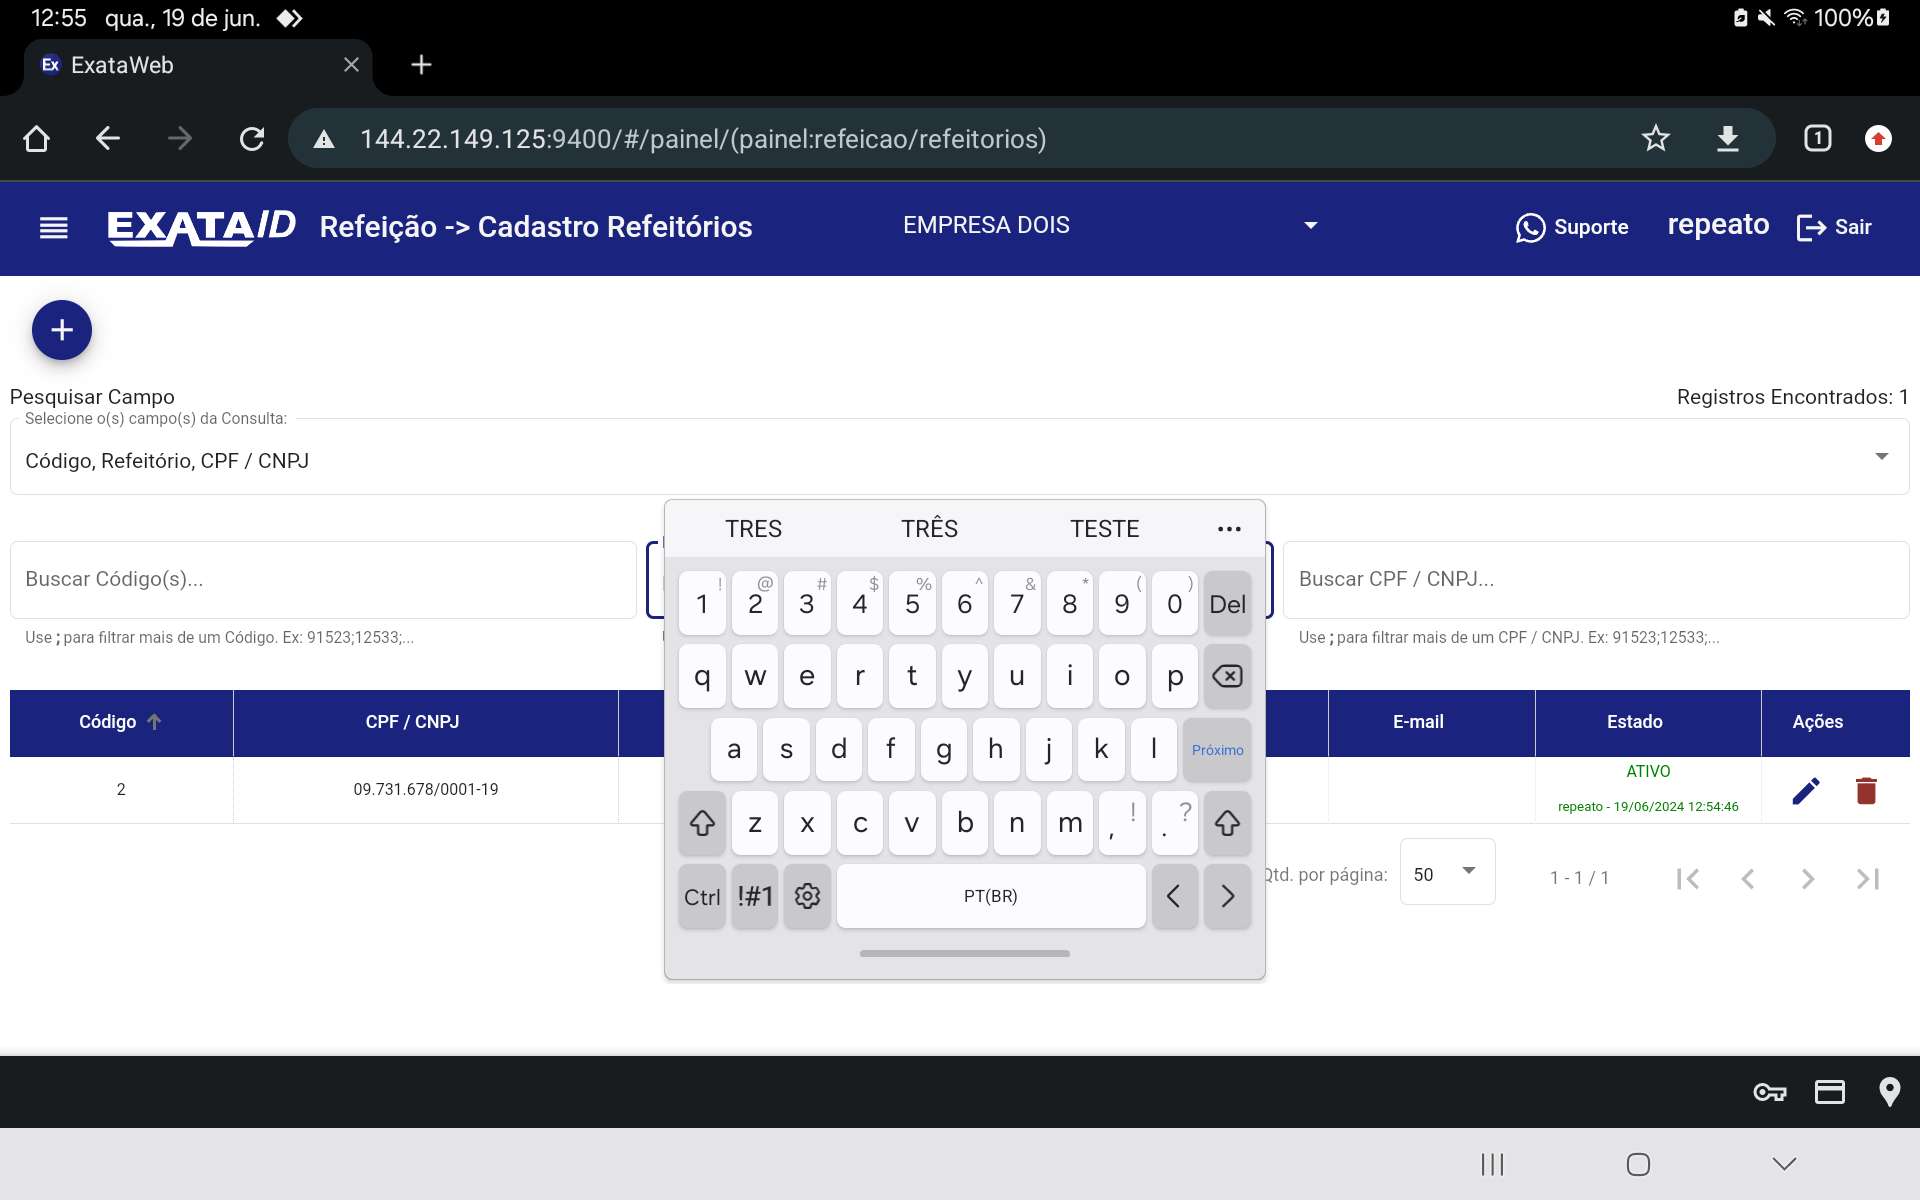 12:55 qua., 19 de jun. 100%
Ex ExataWeb
144.22.149.125:9400/#/painel/(painel:refeicao/refeitorios) 1
EXATA/D Refeição -> Cadastro Refeitórios EMPRESA DOIS Suporte repeato Sair
+
Pesquisar Campo Registros Encontrados: 1
Selecione o(s) campo(s) da Consulta:
Código, Refeitório, CPF / CNPJ
TRES TRÊS TESTE ...
Buscar Código(s)... Buscar CPF / CNPJ...
! @ # $ % ^ & * ( )
1 2 3 4 5 6 7 8 9 0 Del
Use ; para filtrar mais de um Código. Ex: 91523;12533;... Use ; para filtrar mais de um CPF / CNPJ. Ex: 91523;12533;...
q w e r t y u i o p
Código CPF / CNPJ E-mail Estado Ações
a s d f g h j k l Próximo
2 09.731.678/0001-19 ATIVO
repeato - 19/06/2024 12:54:46
z x c v b n m , ! . ?
Qtd. por página: 50 1 - 1 / 1
Ctrl !#1 PT(BR) < >